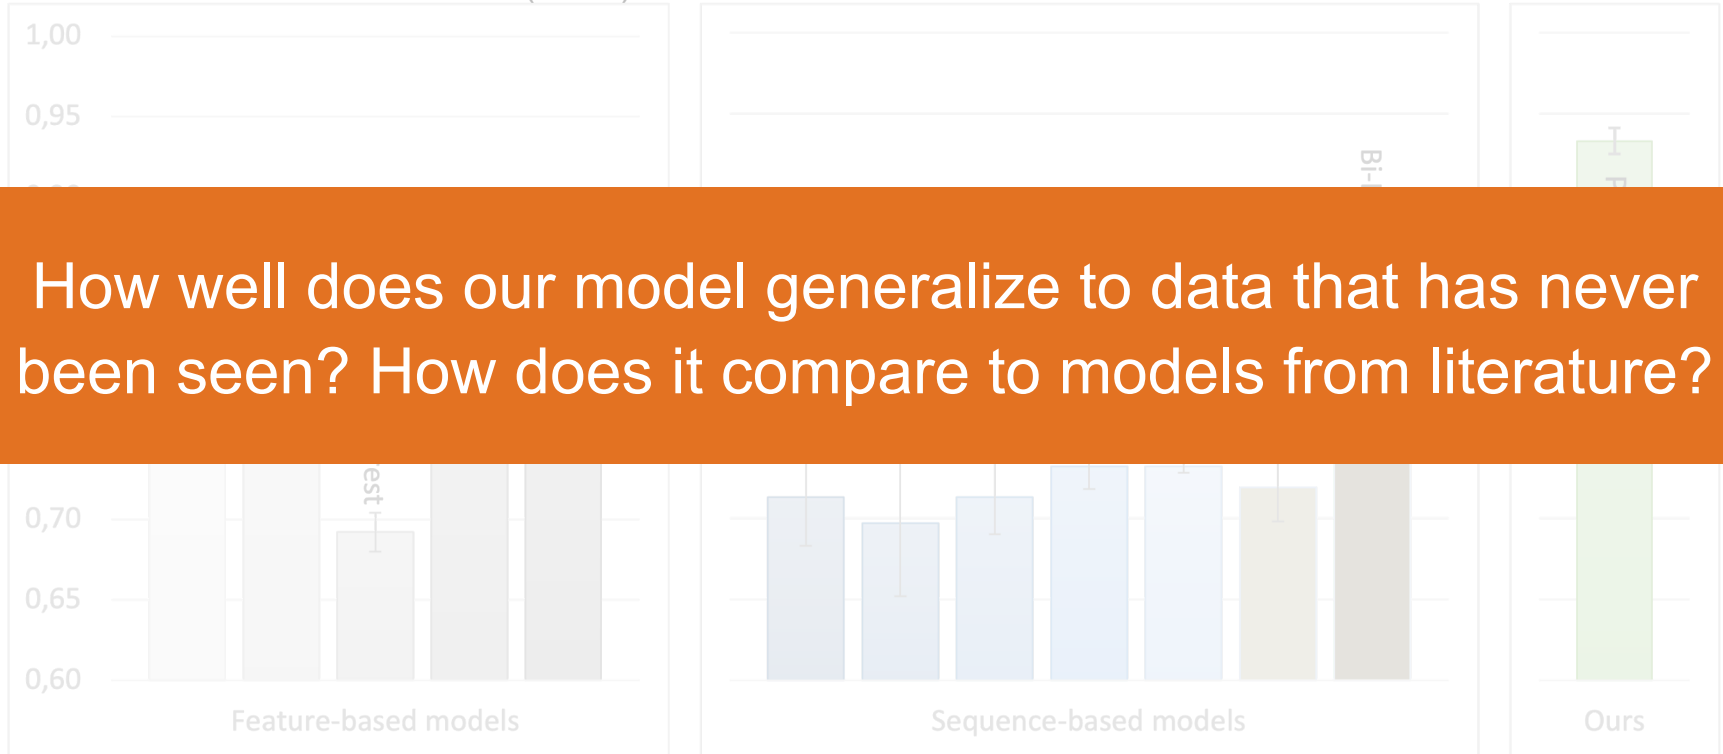 1,00
0,95
How well does our model generalize to data that has never
been seen? How does it compare to models from literature?
0,70
0,65
0,60
Feature-based models
Sequence-based models
Ours